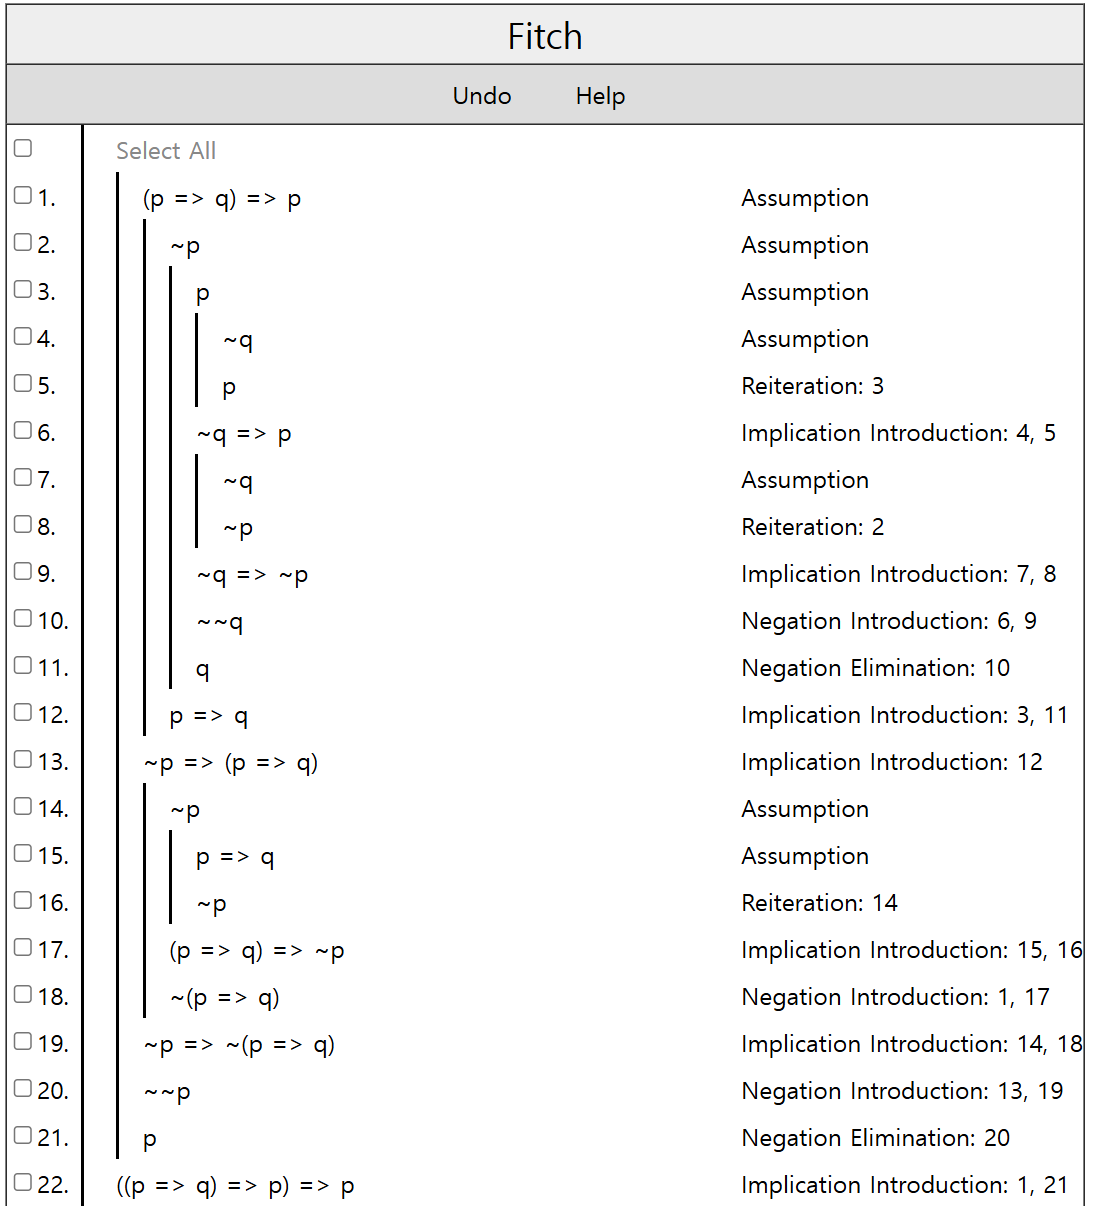 Fitch
Undo Help
Select All
1. (p => q) => p Assumption
2. ~p Assumption
3. p Assumption
4. ~q Assumption
5. p Reiteration: 3
6. ~q => p Implication Introduction: 4, 5
7. ~q Assumption
8. ~p Reiteration: 2
9. ~q => ~p Implication Introduction: 7, 8
10. ~~q Negation Introduction: 6, 9
11. q Negation Elimination: 10
12. p => q Implication Introduction: 3, 11
13. ~p => (p => q) Implication Introduction: 12
14. ~p Assumption
15. p => q Assumption
16. ~p Reiteration: 14
17. (p => q) => ~p Implication Introduction: 15, 16
18. ~(p => q) Negation Introduction: 1, 17
19. ~p => ~(p => q) Implication Introduction: 14, 18
20. ~~p Negation Introduction: 13, 19
21. p Negation Elimination: 20
22. ((p => q) => p) => p Implication Introduction: 1, 21